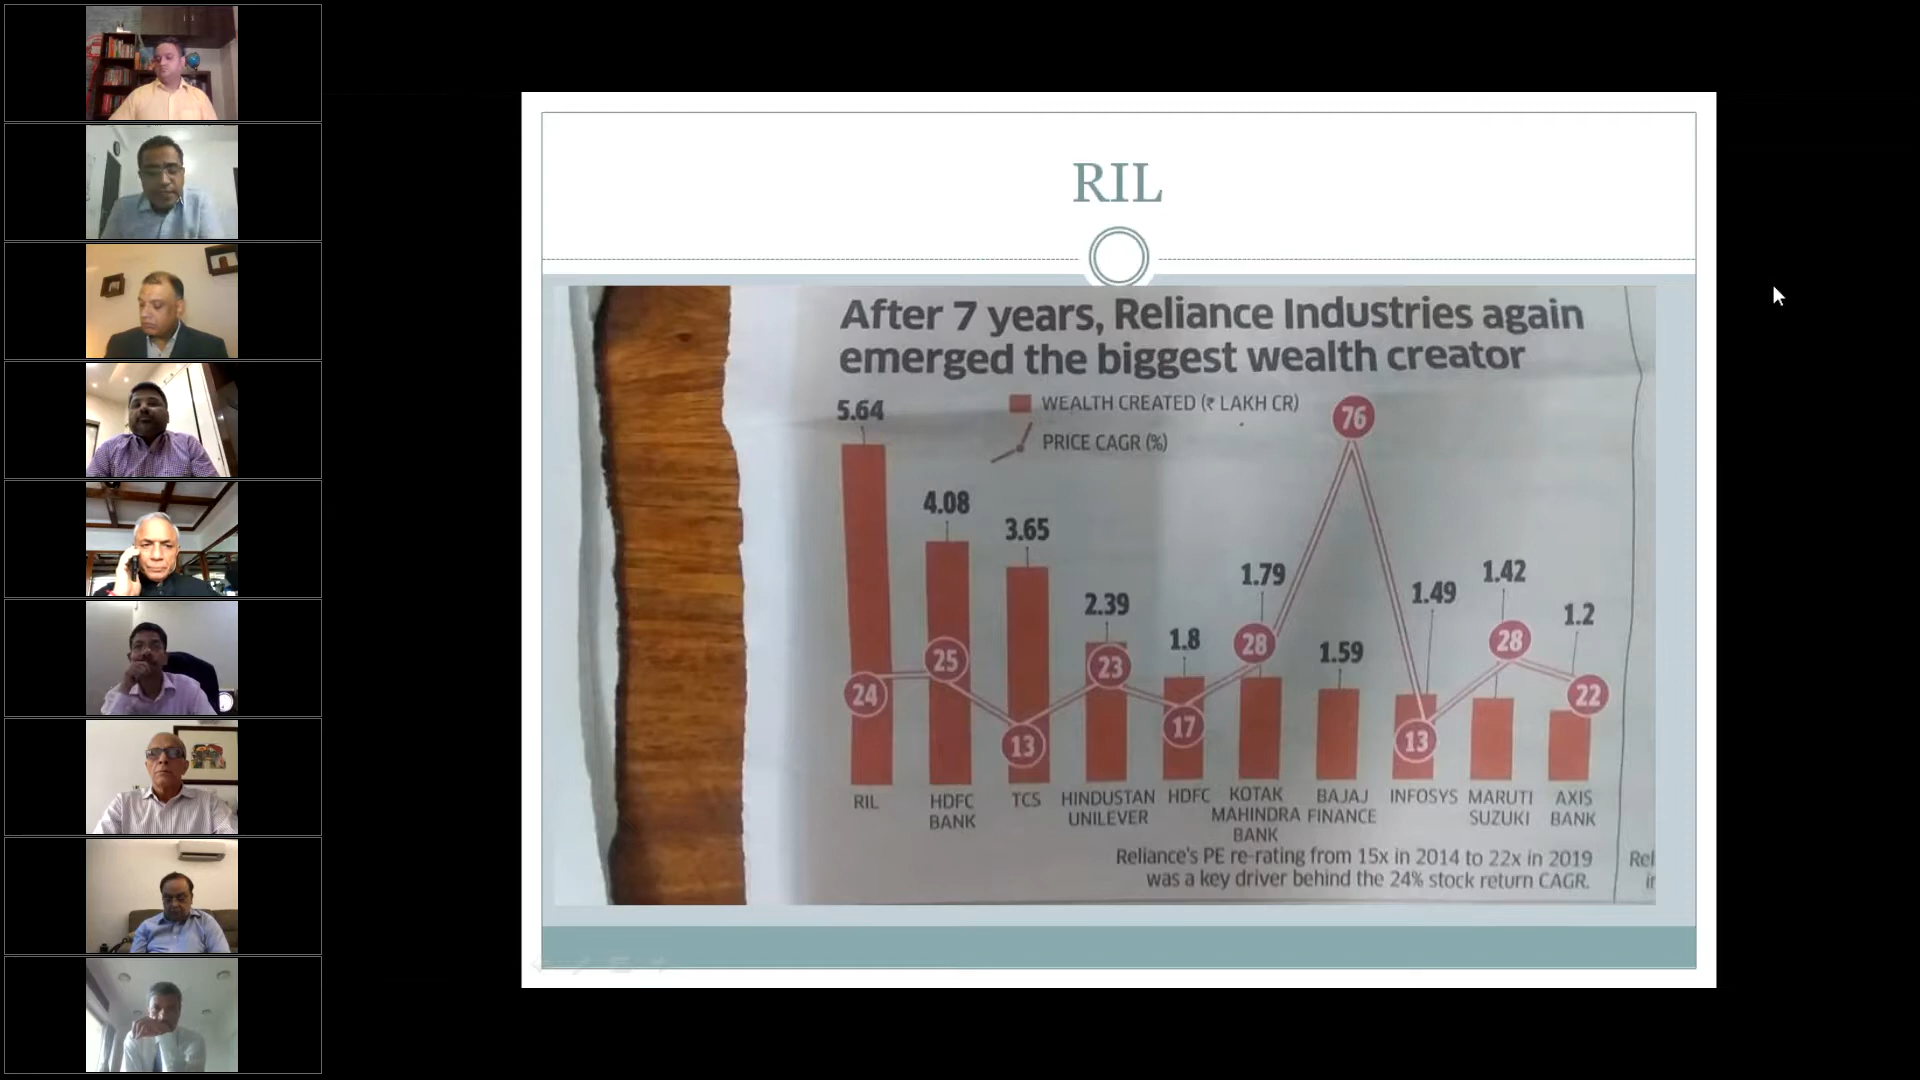 RIL
After 7 years, Reliance Industries again
emerged the biggest wealth creator
WEALTH CREATED (₹ LAKH CR)
PRICE CAGR (%)
5.64
4.08
3.65
2.39
1.8
1.79
1.59
1.49
1.42
1.2
24
25
13
23
17
28
76
13
28
22
RIL
HDFC
BANK
TCS
HINDUSTAN
UNILEVER
HDFC
KOTAK
MAHINDRA
BANK
BAJAJ
FINANCE
INFOSYS
MARUTI
SUZUKI
AXIS
BANK
Reliance's PE re-rating from 15x in 2014 to 22x in 2019
was a key driver behind the 24% stock return CAGR.